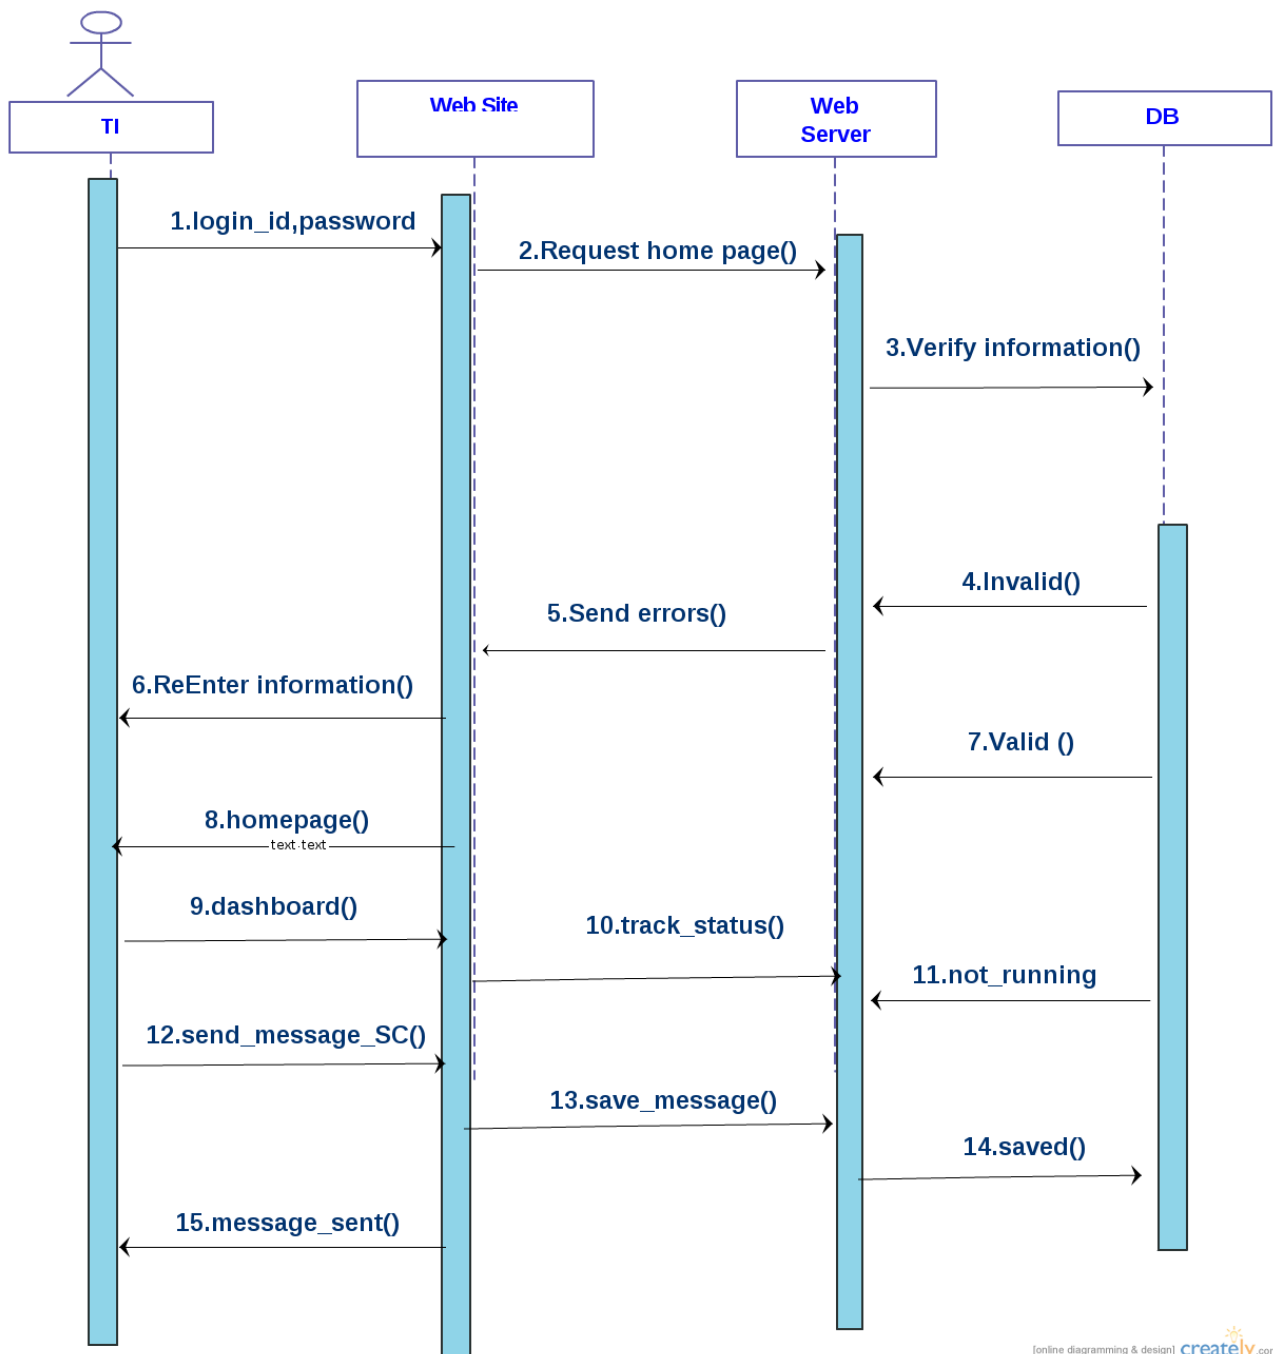 TI
Web Site
Web
Server
DB
1.login_id,password
2.Request home page()
3.Verify information()
4.Invalid()
5.Send errors()
6.ReEnter information()
7.Valid ()
8.homepage()
text text
9.dashboard()
10.track_status()
11.not_running
12.send_message_SC()
13.save_message()
14.saved()
15.message_sent()
[online diagramming & design] creately.com